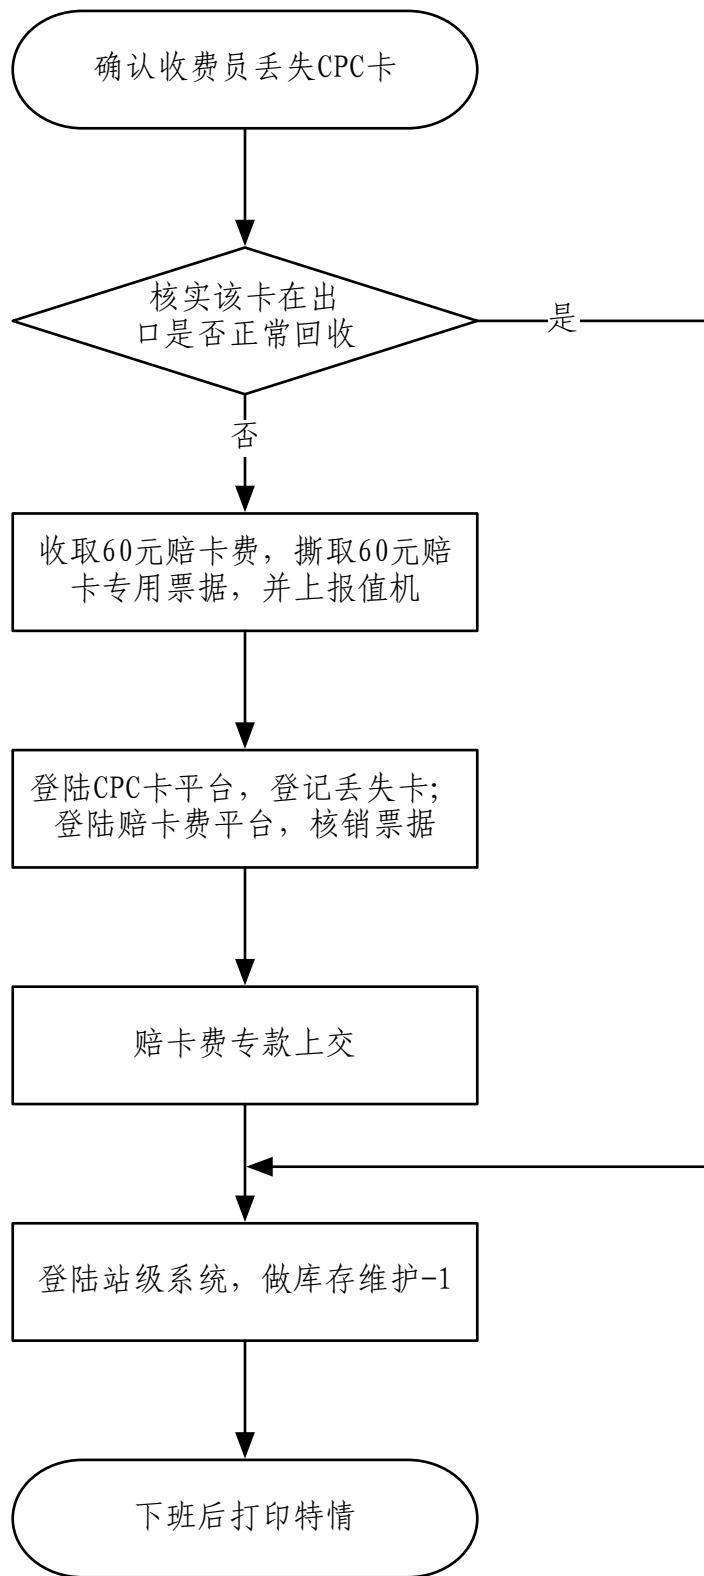 确认收费员丢失CPC卡
核实该卡在出
口是否正常回收
是
否
收取60元赔卡费，撕取60元赔
卡专用票据，并上报值机
登陆CPC卡平台，登记丢失卡；
登陆赔卡费平台，核销票据
赔卡费专款上交
登陆站级系统，做库存维护-1
下班后打印特情